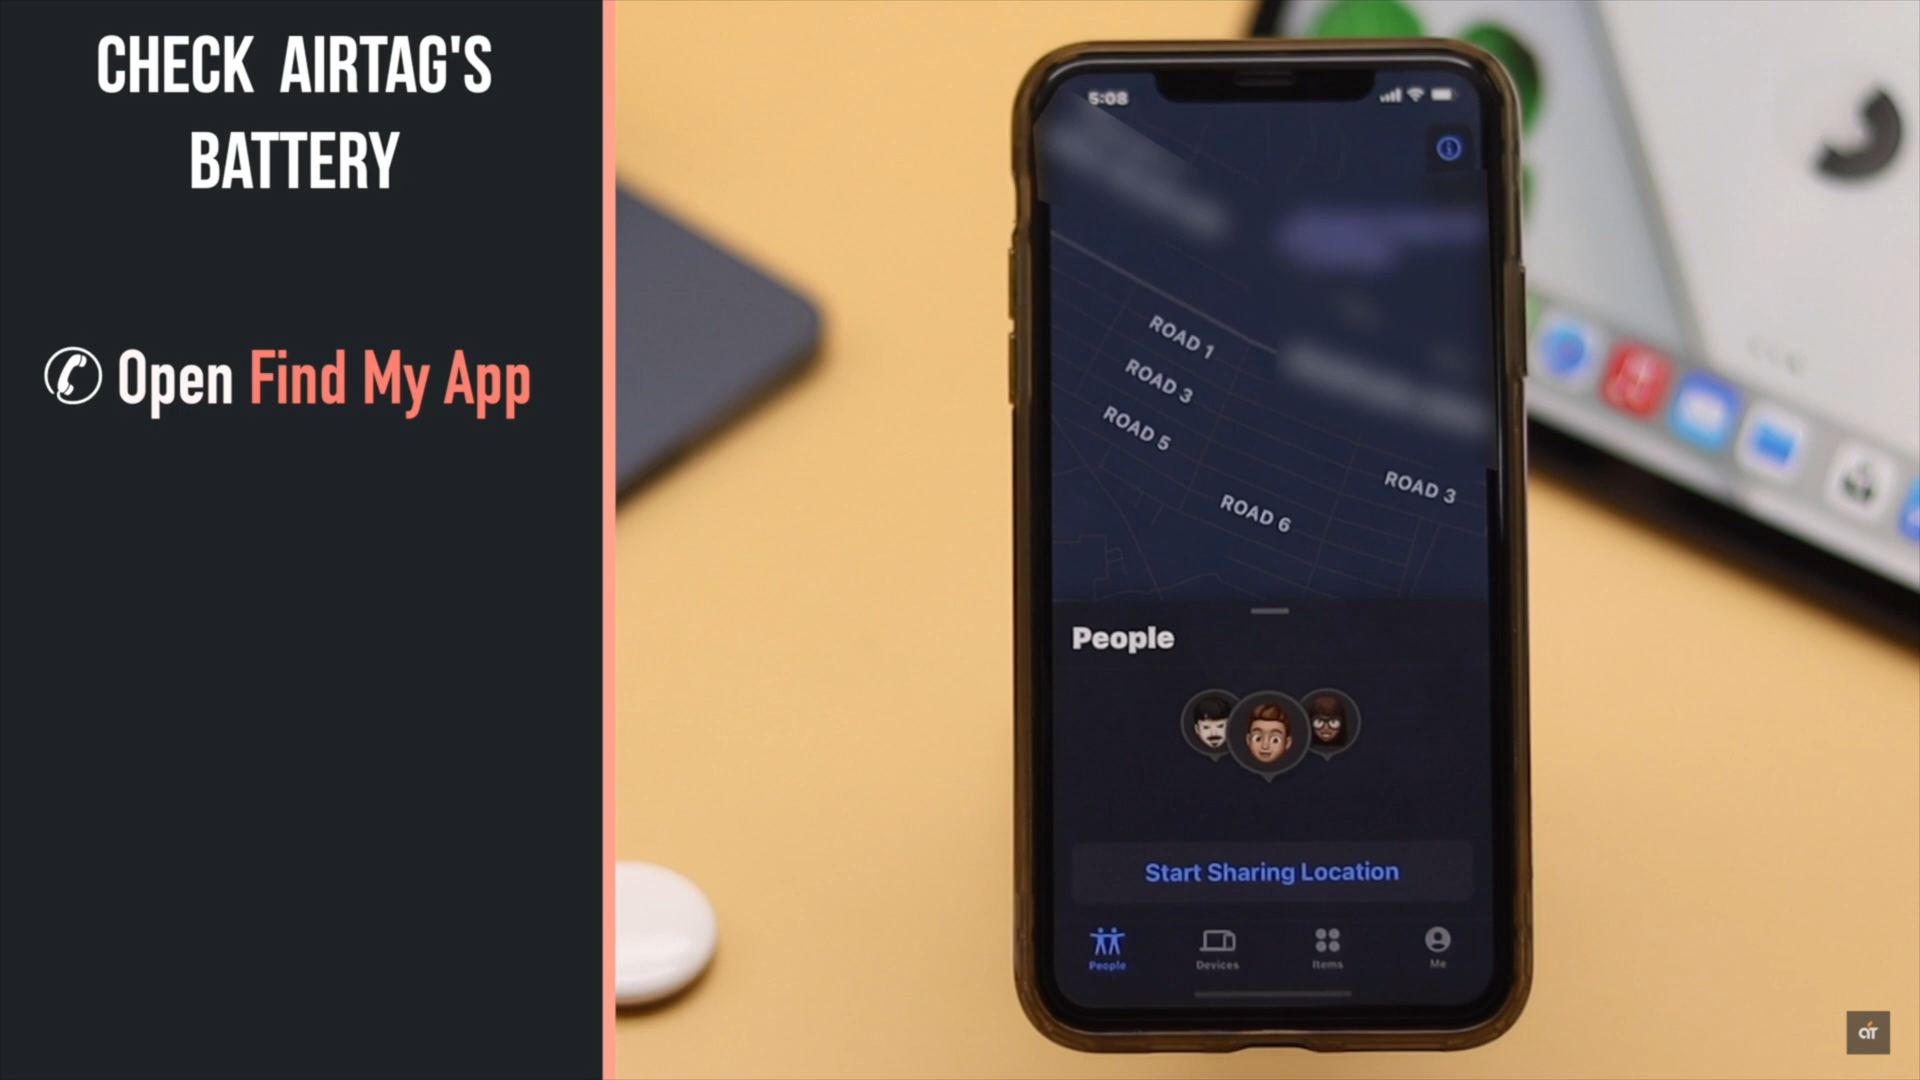 CHECK AIRTAG'S
BATTERY
Open Find My App
5:08
ROAD 1
ROAD 3
ROAD 5
ROAD 3
ROAD 6
People
Start Sharing Location
People
Devices
Items
Me
aiT